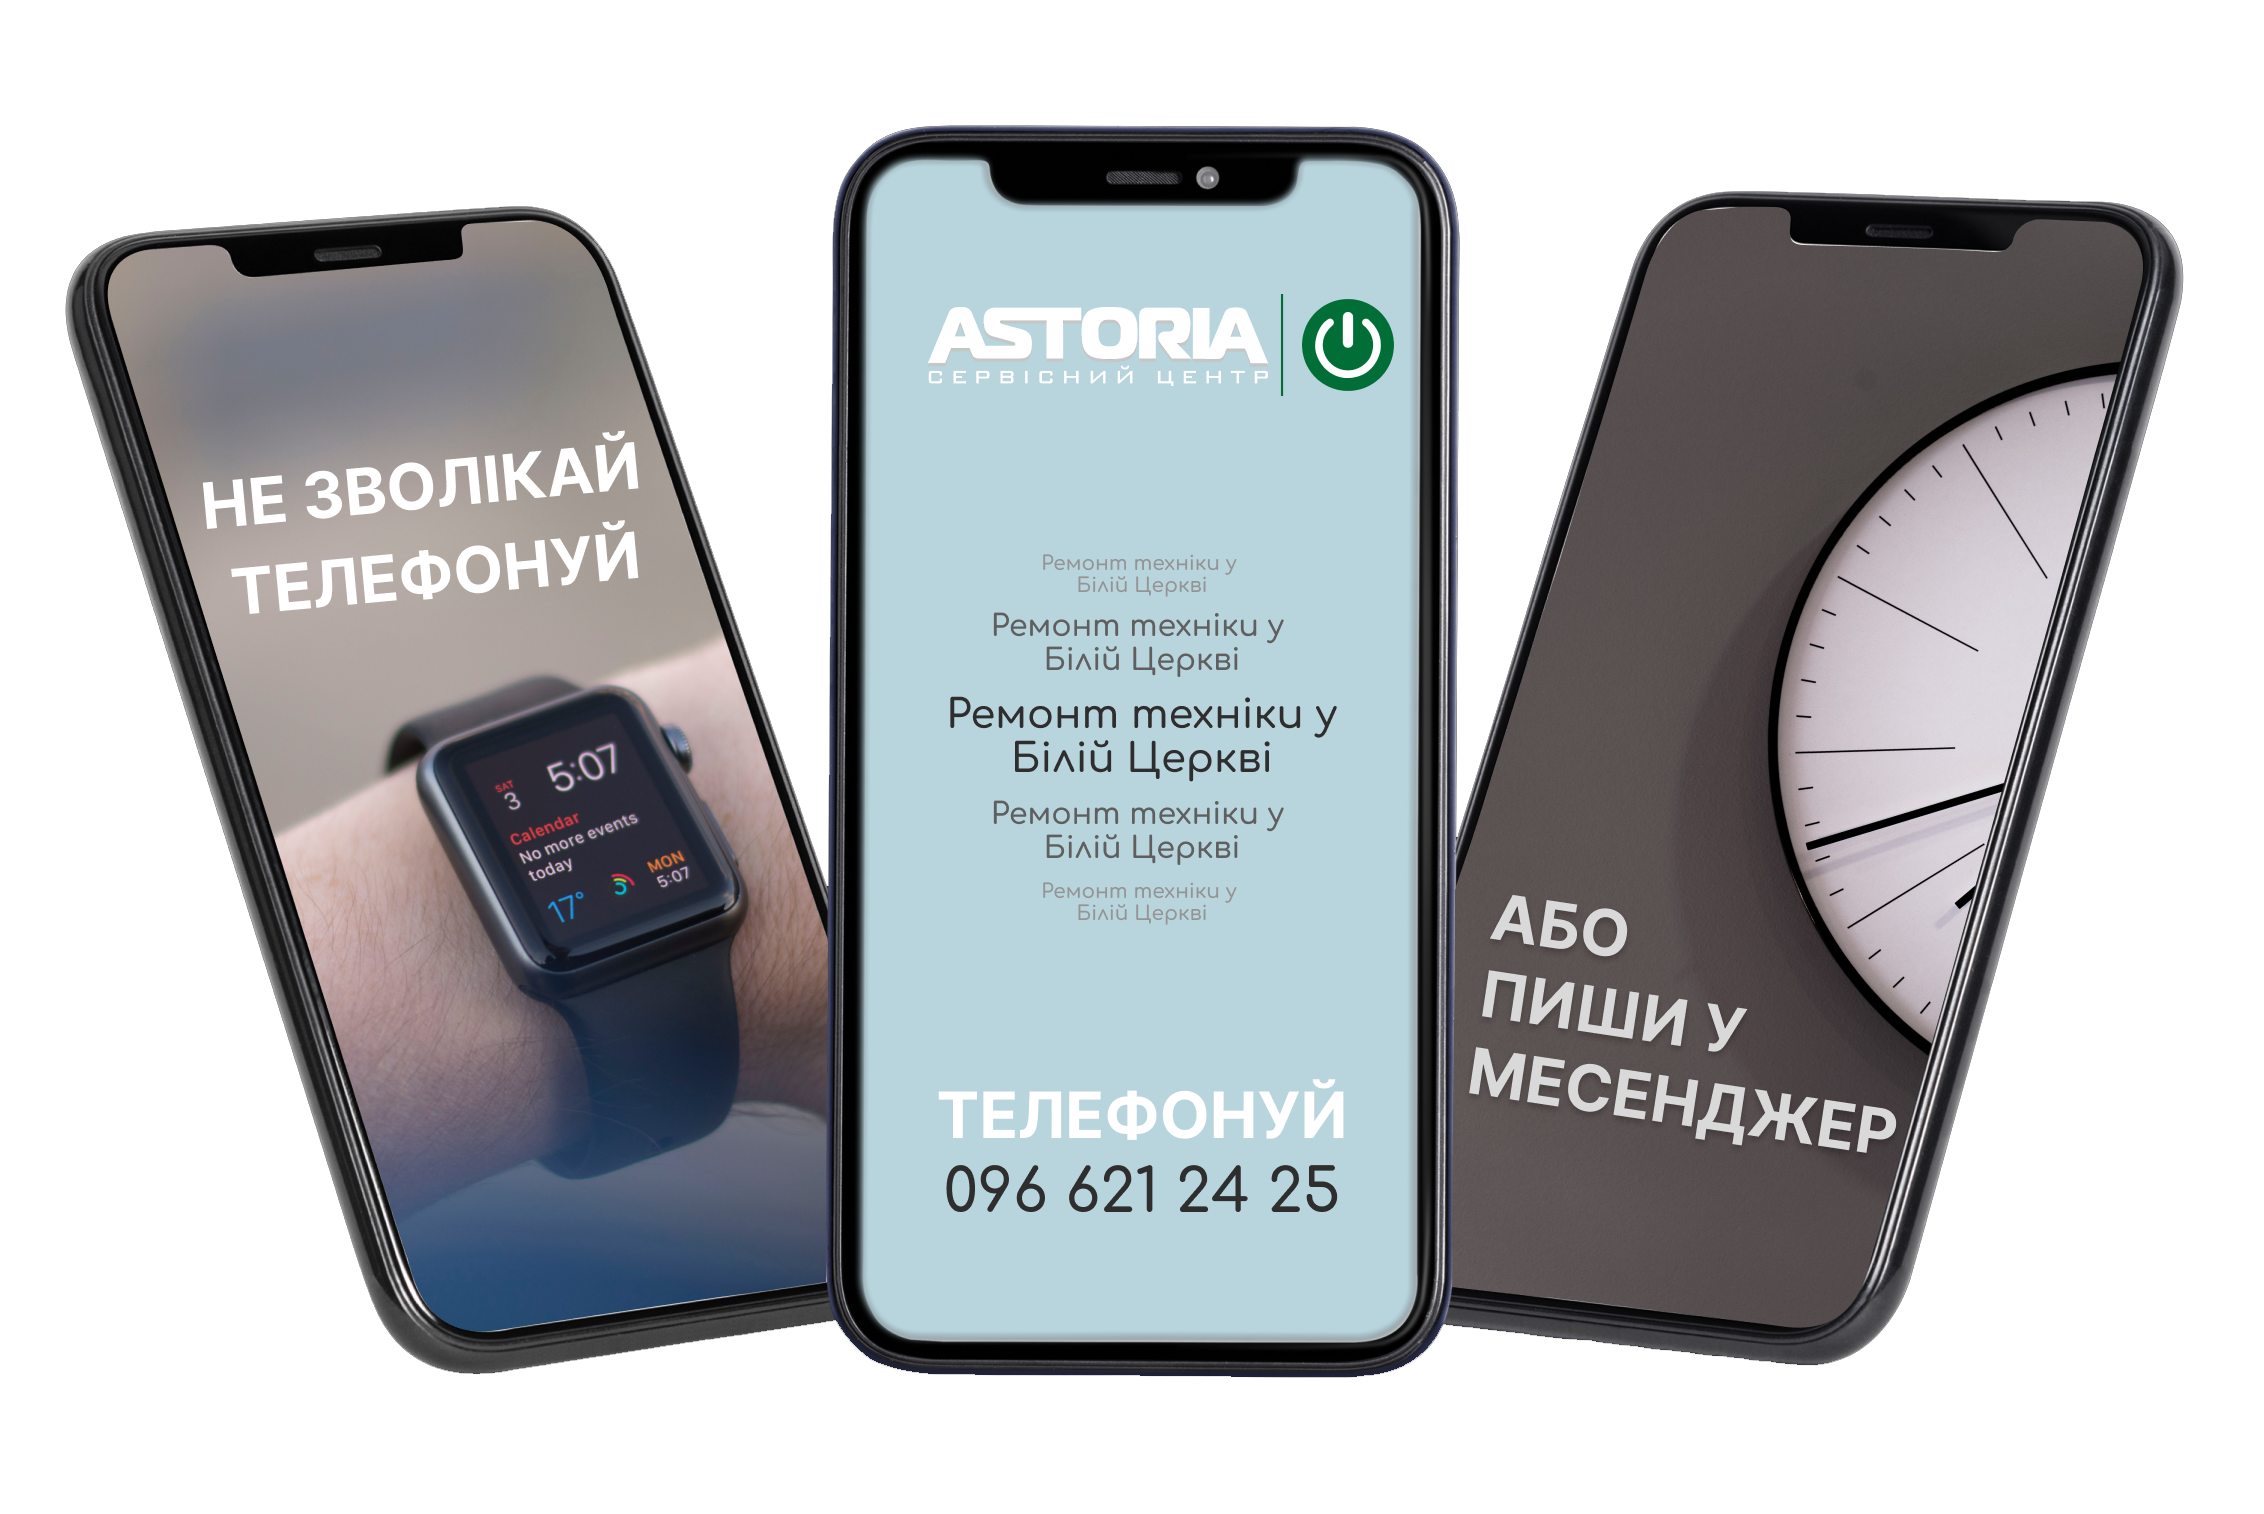 НЕ ЗВОЛІКАЙ
ТЕЛЕФОНУЙ
SAT
3
5:07
Calendar
No more events
today
17°
MON
5:07
ASTORIA
СЕРВІСНИЙ ЦЕНТР
Ремонт техніки у
Білій Церкві
Ремонт техніки у
Білій Церкві
Ремонт техніки у
Білій Церкві
Ремонт техніки у
Білій Церкві
Ремонт техніки у
Білій Церкві
ТЕЛЕФОНУЙ
096 621 24 25
АБО
ПИШИ У
МЕСЕНДЖЕР